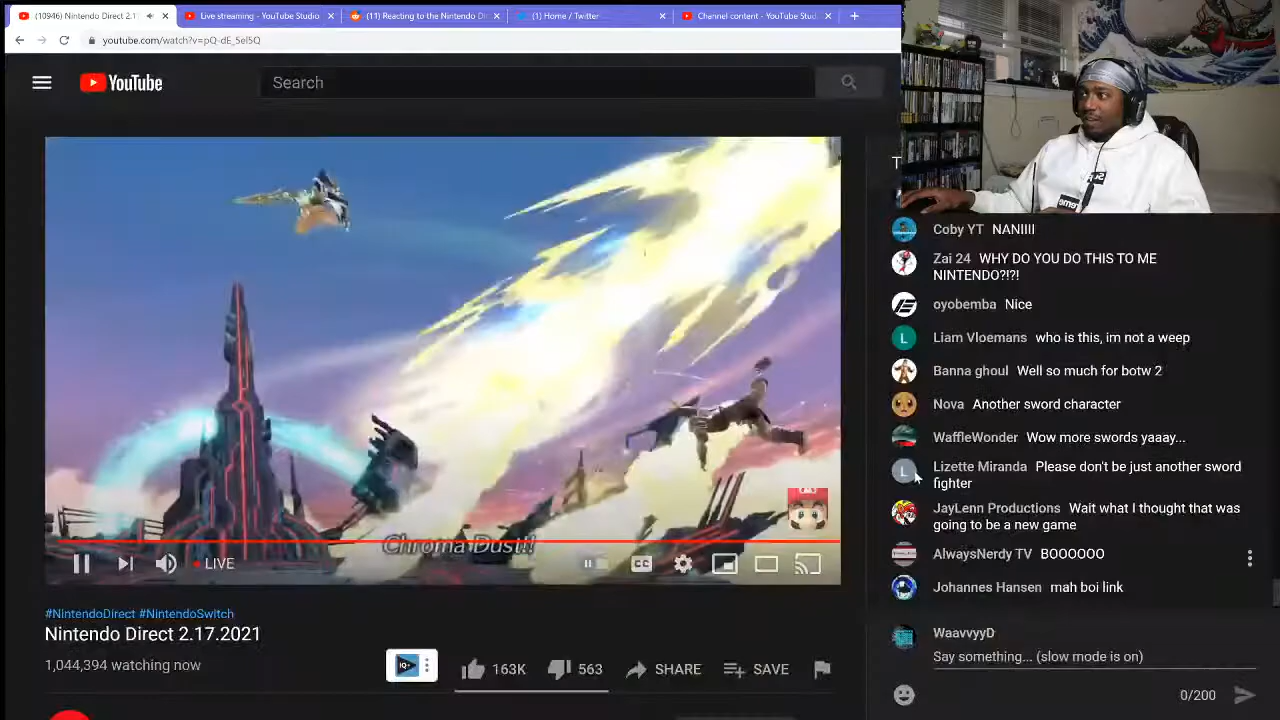 (10946) Nintendo Direct 2.1
Live streaming - YouTube Studio
(11) Reacting to the Nintendo Di
(1) Home / Twitter
Channel content - YouTube Stud
youtube.com/watch?v=pQ-dE_5eISQ
YouTube
Search
Coby YT NANIIII
Zai 24 WHY DO YOU DO THIS TO ME
NINTENDO?!?!
oyobemba Nice
Liam Vloemans who is this, im not a weep
Banna ghoul Well so much for botw 2
Nova Another sword character
WaffleWonder Wow more swords yaaay...
Lizette Miranda Please don't be just another sword
fighter
JayLenn Productions Wait what I thought that was
going to be a new game
AlwaysNerdy TV BOOOOOO
Johannes Hansen mah boi link
Chroma Dust!!
LIVE
CC
#NintendoDirect #NintendoSwitch
Nintendo Direct 2.17.2021
1,044,394 watching now
IQ
163K
563
SHARE
SAVE
WaavvyyD
Say something... (slow mode is on)
0/200